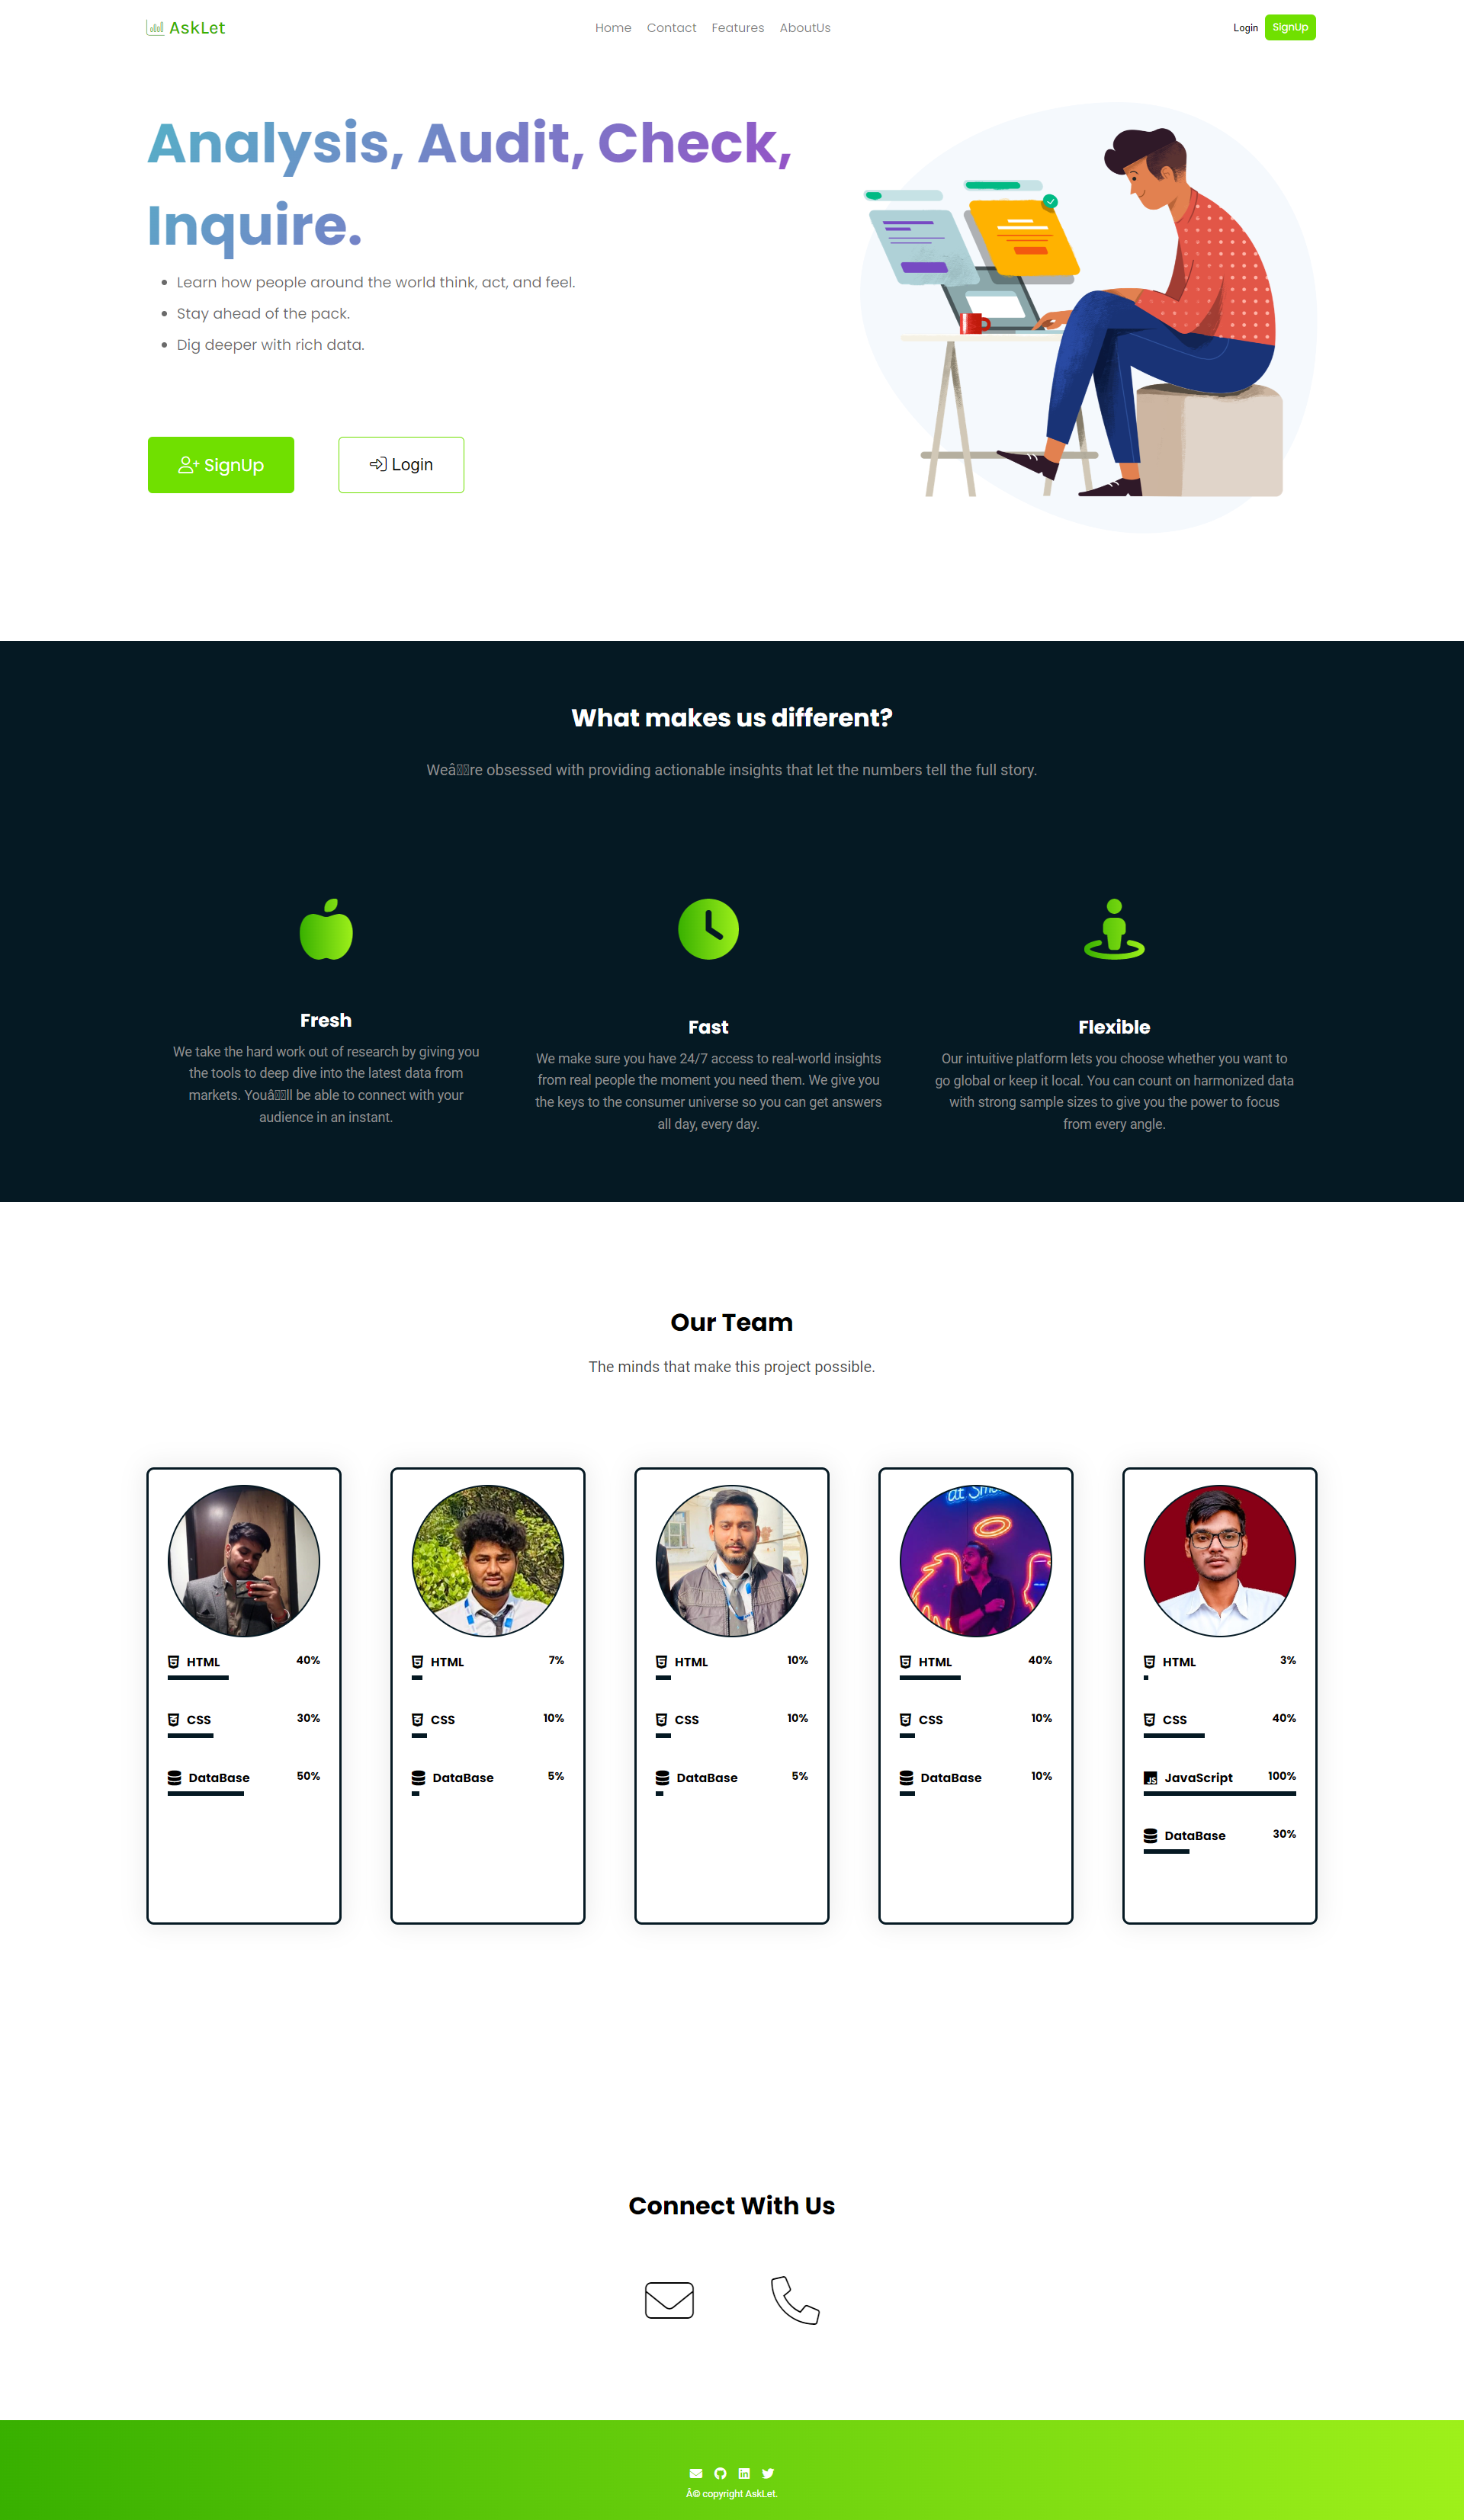 AskLet
Home Contact Features AboutUs
Login SignUp
Analysis, Audit, Check,
Inquire.
Learn how people around the world think, act, and feel.
Stay ahead of the pack.
Dig deeper with rich data.
SignUp
Login
What makes us different?
Weâre obsessed with providing actionable insights that let the numbers tell the full story.
Fresh
We take the hard work out of research by giving you
the tools to deep dive into the latest data from
markets. Youâll be able to connect with your
audience in an instant.
Fast
We make sure you have 24/7 access to real-world insights
from real people the moment you need them. We give you
the keys to the consumer universe so you can get answers
all day, every day.
Flexible
Our intuitive platform lets you choose whether you want to
go global or keep it local. You can count on harmonized data
with strong sample sizes to give you the power to focus
from every angle.
Our Team
The minds that make this project possible.
HTML 40%
CSS 30%
DataBase 50%
HTML 7%
CSS 10%
DataBase 5%
HTML 10%
CSS 10%
DataBase 5%
at
HTML 40%
CSS 10%
DataBase 10%
HTML 3%
CSS 40%
JS JavaScript 100%
DataBase 30%
Connect With Us
Â© copyright AskLet.